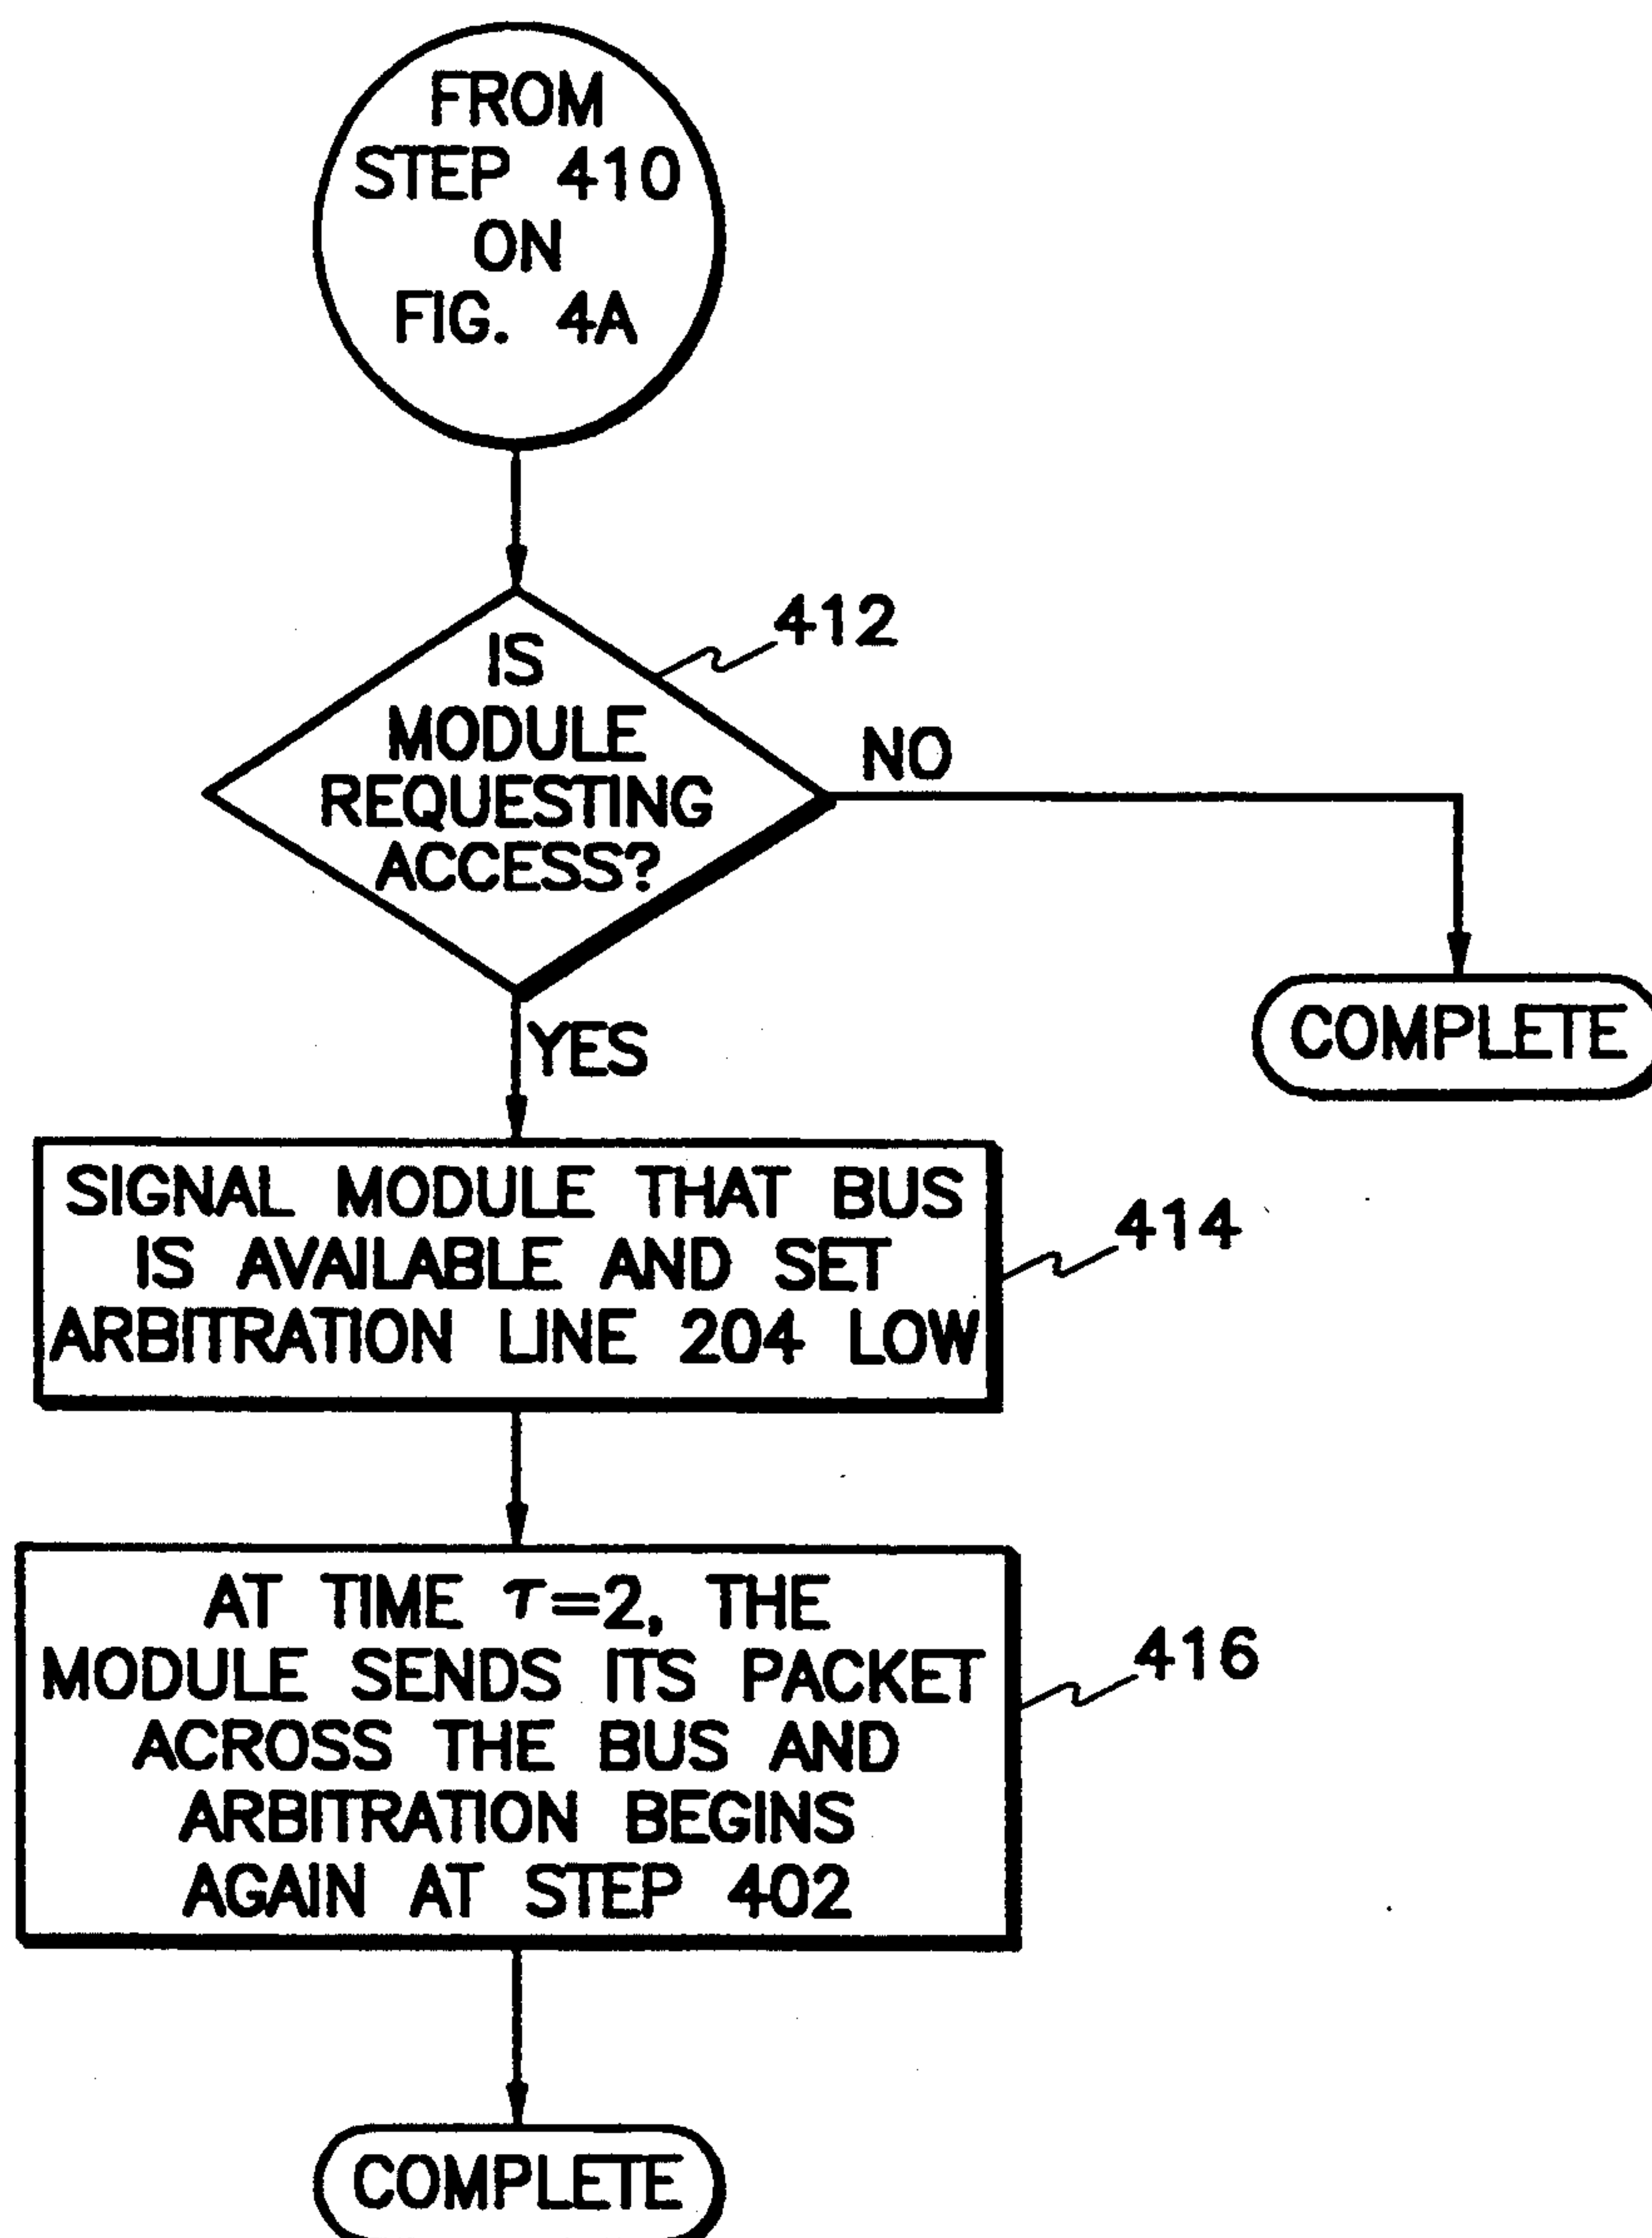 FROM
STEP 410
ON
FIG. 4A
412
IS
MODULE
REQUESTING
ACCESS?
NO
COMPLETE
YES
SIGNAL MODULE THAT BUS
IS AVAILABLE AND SET
ARBITRATION LINE 204 LOW
414
AT TIME τ=2, THE
MODULE SENDS ITS PACKET
ACROSS THE BUS AND
ARBITRATION BEGINS
AGAIN AT STEP 402
416
COMPLETE